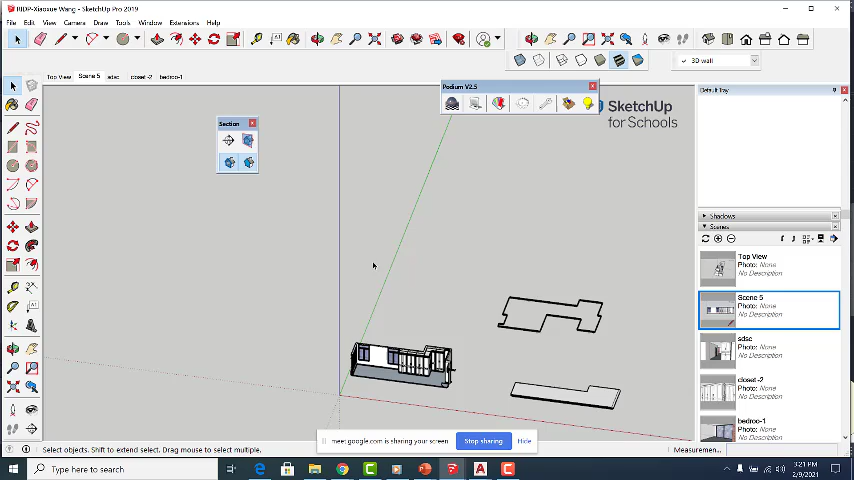 RIDP-Xiaoxue Wang - SketchUp Pro 2019
File Edit View Camera Draw Tools Window Extensions Help
3D wall
Top View Scene 5 sdsc closet -2 bedroo-1
Podium V2.5
Default Tray
SketchUp
for Schools
Section
Shadows
Scenes
Top View
Photo: None
No Description
Scene 5
Photo: None
No Description
sdsc
Photo: None
No Description
closet -2
Photo: None
No Description
bedroo-1
Photo: None
meet.google.com is sharing your screen Stop sharing Hide
Select objects. Shift to extend select. Drag mouse to select multiple. Measuremen...
Type here to search
3:21 PM
2/9/2021